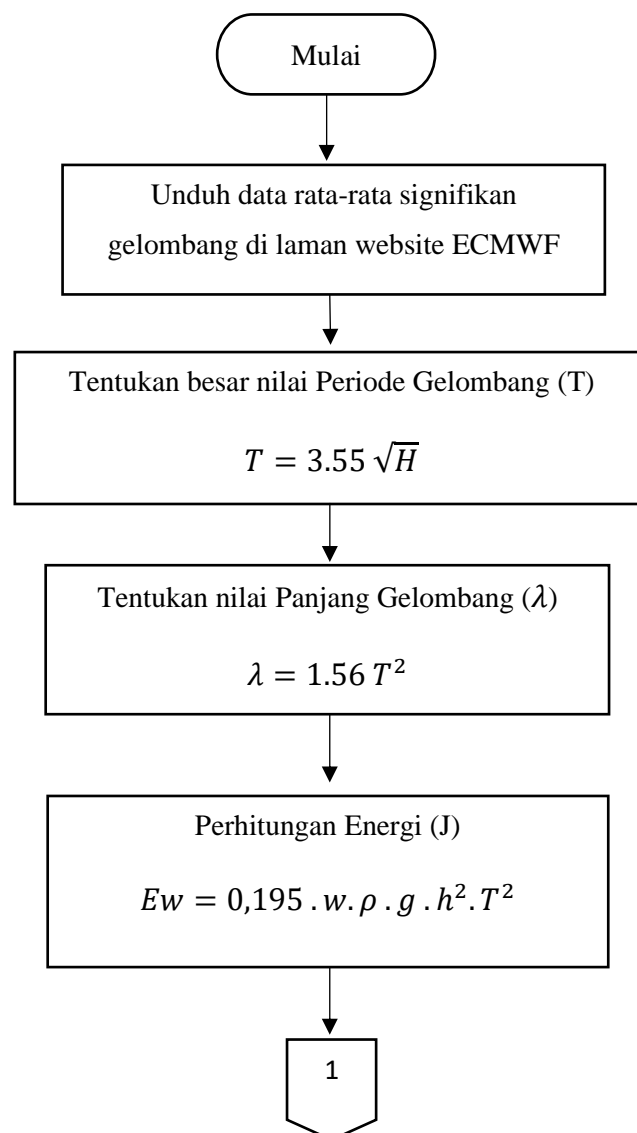 Mulai
Unduh data rata-rata signifikan
gelombang di laman website ECMWF
Tentukan besar nilai Periode Gelombang (T)
T = 3.55 √H
Tentukan nilai Panjang Gelombang (λ)
λ = 1.56 T²
Perhitungan Energi (J)
Ew = 0,195 . w. ρ . g . h². T²
1